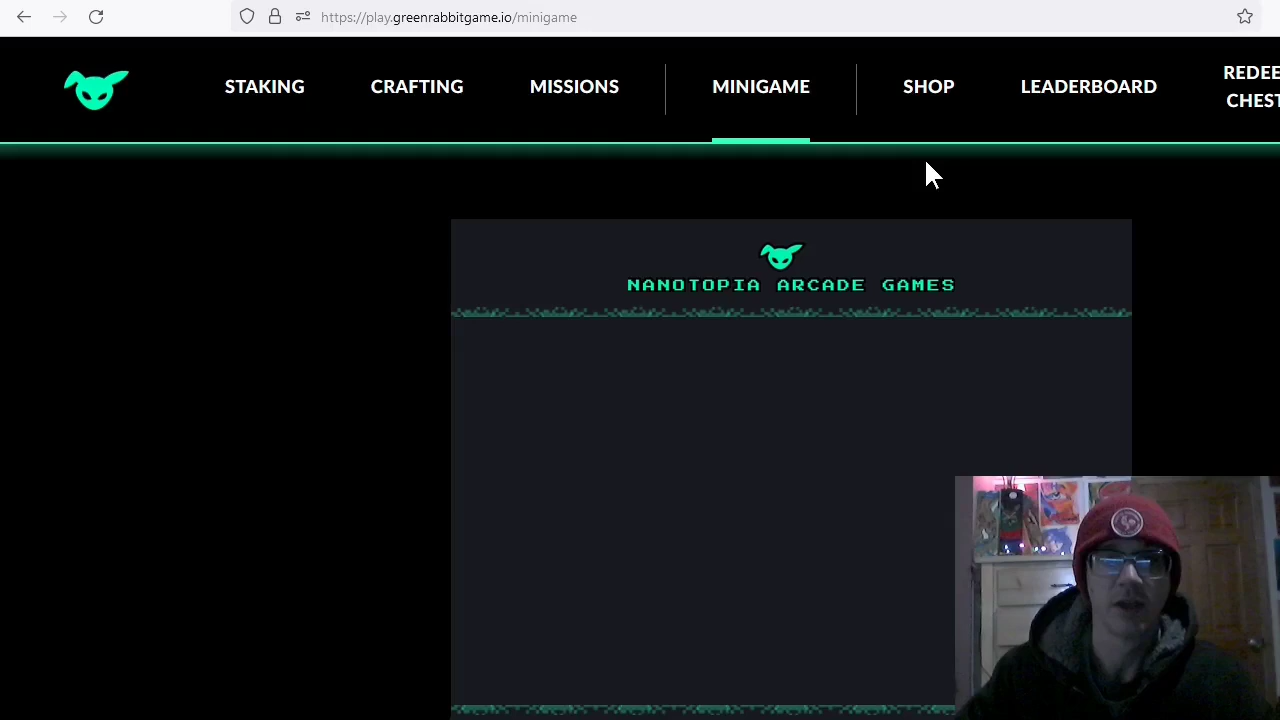 https://play.greenrabbitgame.io/minigame
STAKING
CRAFTING
MISSIONS
MINIGAME
SHOP
LEADERBOARD
REDEE
CHEST
NANOTOPIA ARCADE GAMES